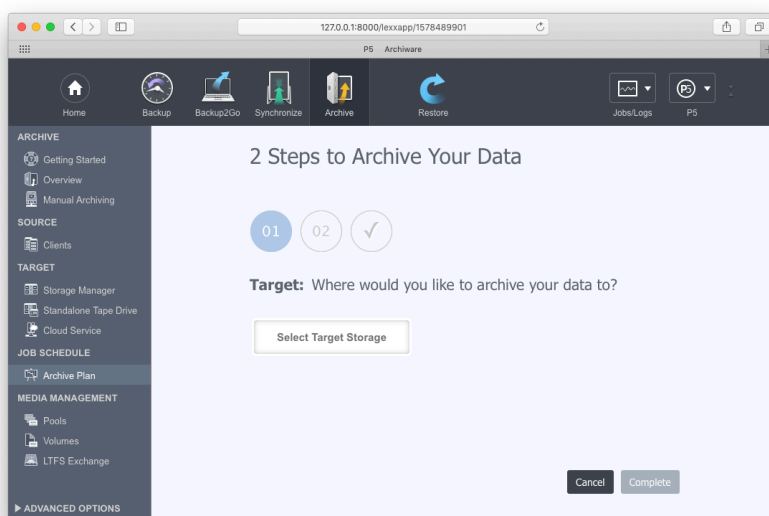 127.0.0.1:8000/lexxapp/1578489901
P5 Archiware
Home
Backup
Backup2Go
Synchronize
Archive
Restore
Jobs/Logs
P5
P5
ARCHIVE
Getting Started
Overview
Manual Archiving
SOURCE
Clients
TARGET
Storage Manager
Standalone Tape Drive
Cloud Service
JOB SCHEDULE
Archive Plan
MEDIA MANAGEMENT
Pools
Volumes
LTFS Exchange
ADVANCED OPTIONS
2 Steps to Archive Your Data
01 02 ✓
Target: Where would you like to archive your data to?
Select Target Storage
Cancel Complete